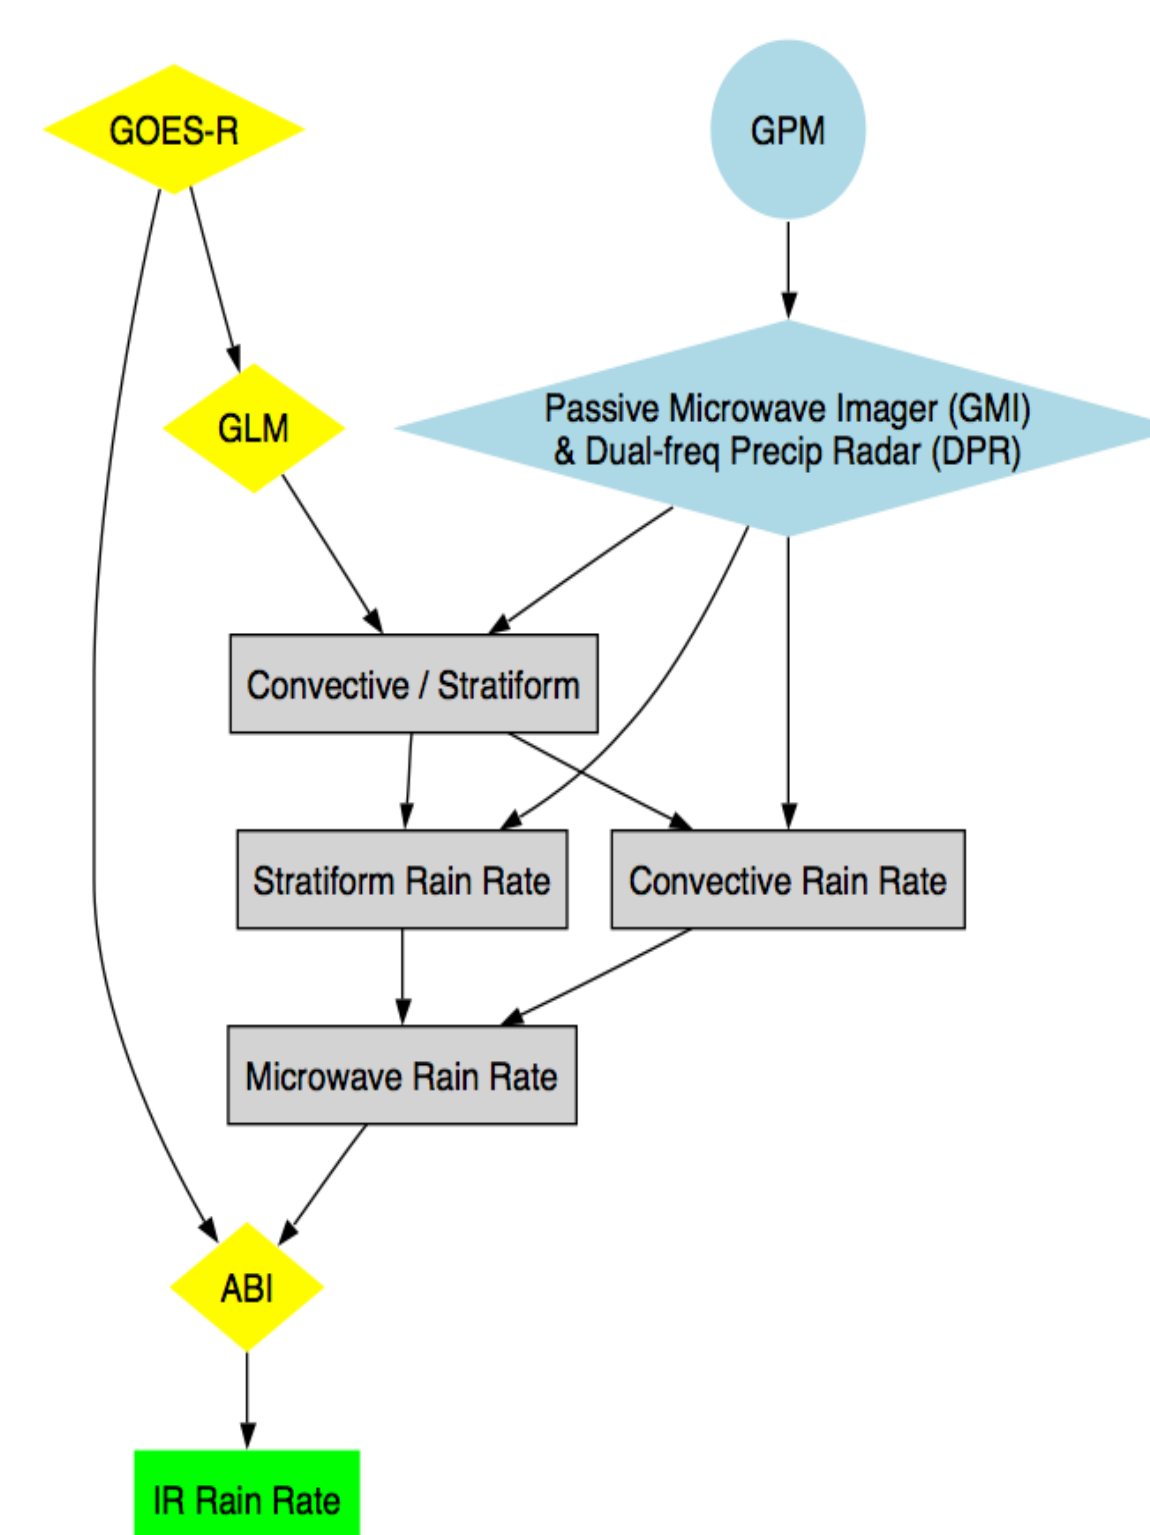 GOES-R
GPM
GLM
Passive Microwave Imager (GMI)
& Dual-freq Precip Radar (DPR)
Convective / Stratiform
Stratiform Rain Rate
Convective Rain Rate
Microwave Rain Rate
ABI
IR Rain Rate